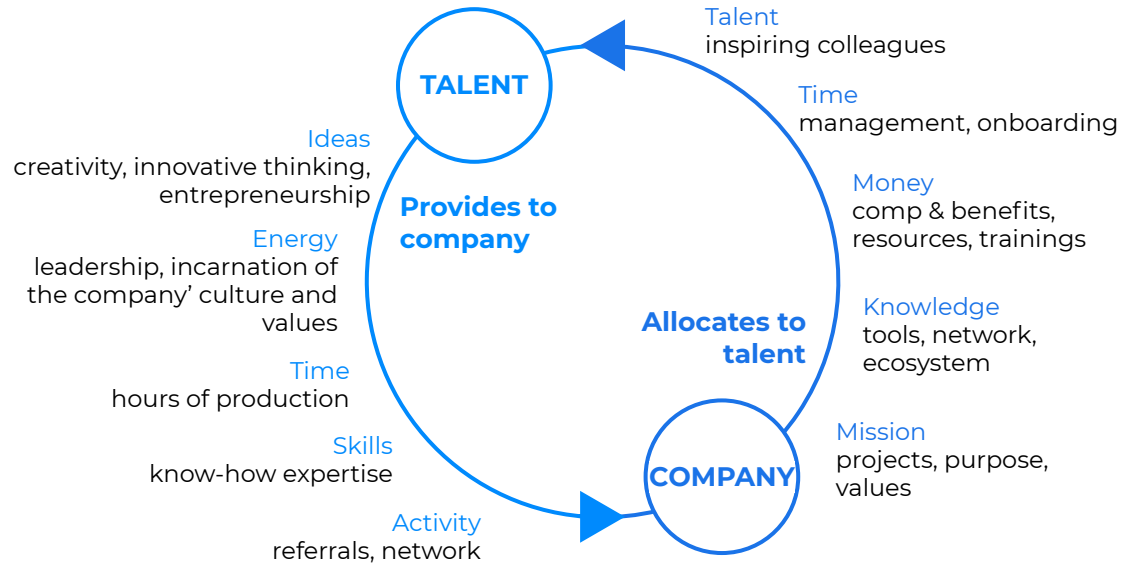 TALENT
Provides to
company
Ideas
creativity, innovative thinking,
entrepreneurship
Energy
leadership, incarnation of
the company’ culture and
values
Time
hours of production
Skills
know-how expertise
Activity
referrals, network
COMPANY
Allocates to
talent
Talent
inspiring colleagues
Time
management, onboarding
Money
comp & benefits,
resources, trainings
Knowledge
tools, network,
ecosystem
Mission
projects, purpose,
values